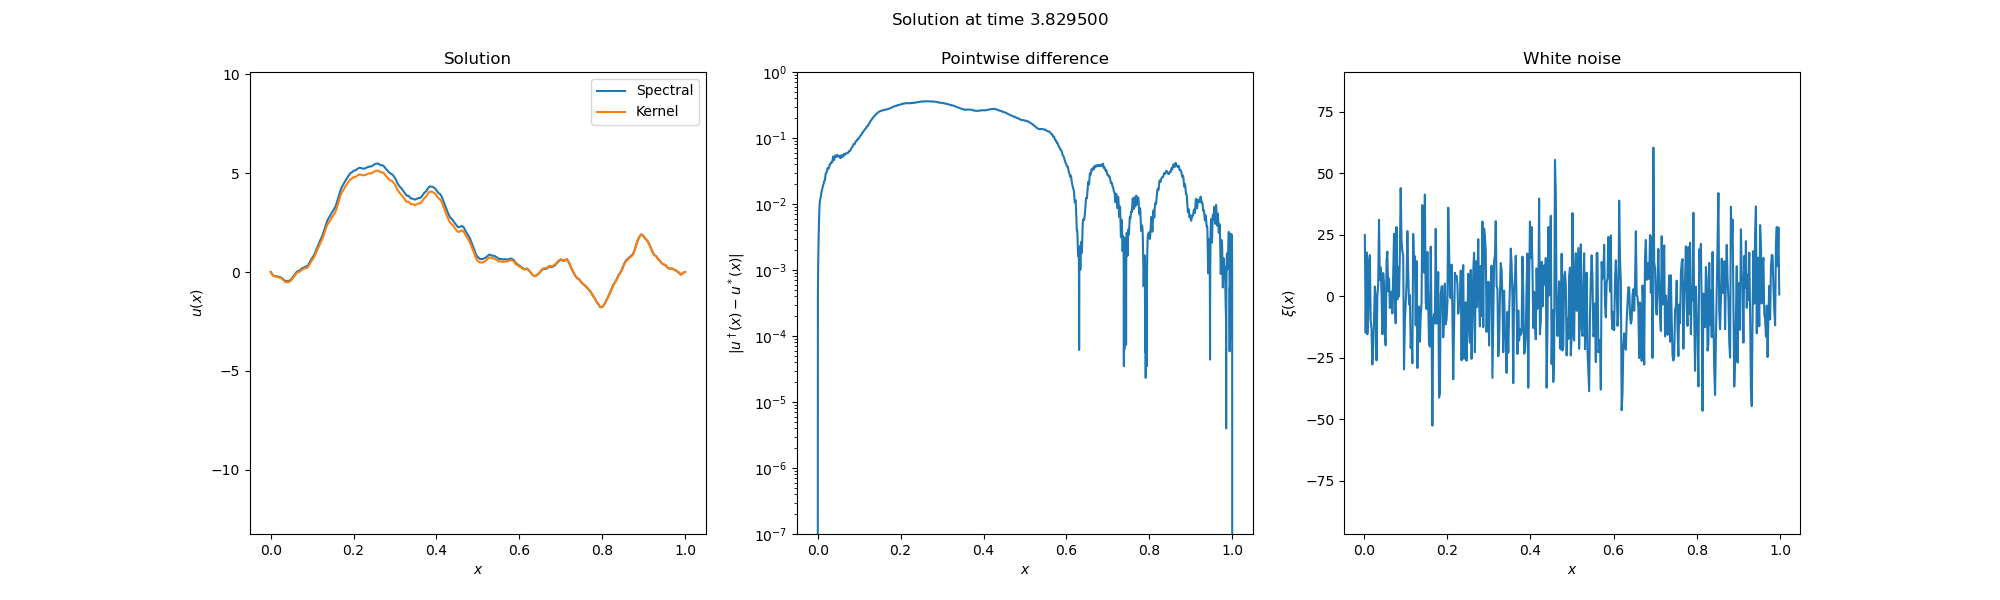 Solution at time 3.829500
Solution
10
5
0
−5
−10
u(x)
0.0 0.2 0.4 0.6 0.8 1.0
x
Spectral
Kernel
Pointwise difference
10⁰
10⁻¹
10⁻²
10⁻³
10⁻⁴
10⁻⁵
10⁻⁶
10⁻⁷
|u†(x) − u*(x)|
0.0 0.2 0.4 0.6 0.8 1.0
x
White noise
75
50
25
0
−25
−50
−75
ξ(x)
0.0 0.2 0.4 0.6 0.8 1.0
x